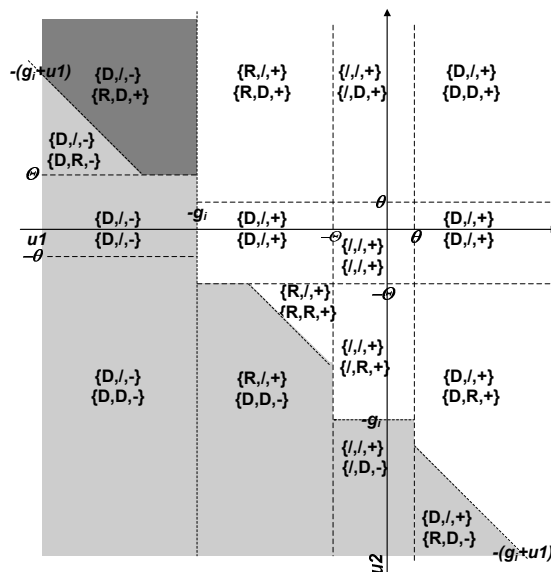 -(gi+u1)
{D,/,-}
{R,D,+}
{R,/,+}
{R,D,+}
{/,/,+}
{/,D,+}
{D,/,+}
{D,D,+}
{D,/,-}
{D,R,-}
Θ
θ
-gi
{D,/,-}
{D,/,-}
{D,/,+}
{D,/,+}
-Θ
θ
{D,/,+}
{D,/,+}
u1
{/,/,+}
{/,/,+}
-θ
-Θ
{R,/,+}
{R,R,+}
{D,/,-}
{D,D,-}
{R,/,+}
{D,D,-}
{/,/,+}
{/,R,+}
{D,/,+}
{D,R,+}
-gi
{/,/,+}
{/,D,-}
{D,/,+}
{R,D,-}
-(gi+u1)
u2